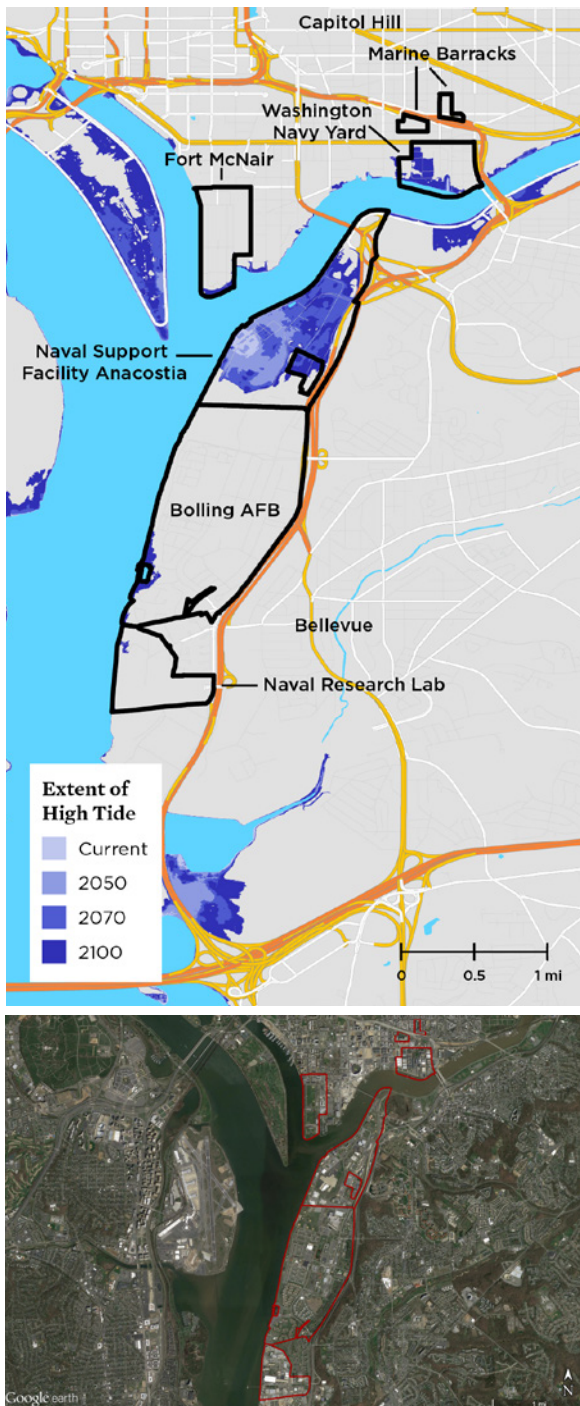 Capitol Hill
Marine Barracks
Washington
Navy Yard
Fort McNair
Naval Support
Facility Anacostia
Bolling AFB
Bellevue
Naval Research Lab
Extent of
High Tide
Current
2050
2070
2100
0 0.5 1 mi
Google earth
N